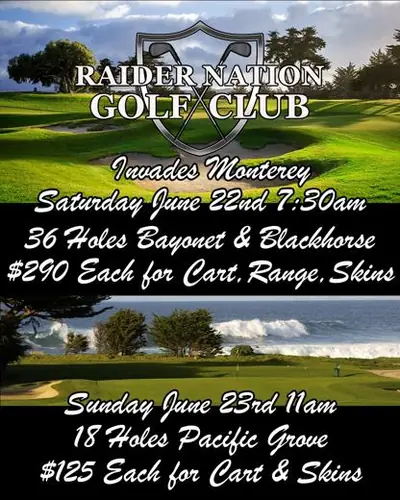 RAIDER NATION
GOLF CLUB
Invades Monterey
Saturday June 22nd 7:30am
36 Holes Bayonet & Blackhorse
$290 Each for Cart, Range, Skins
Sunday June 23rd 11am
18 Holes Pacific Grove
$125 Each for Cart & Skins